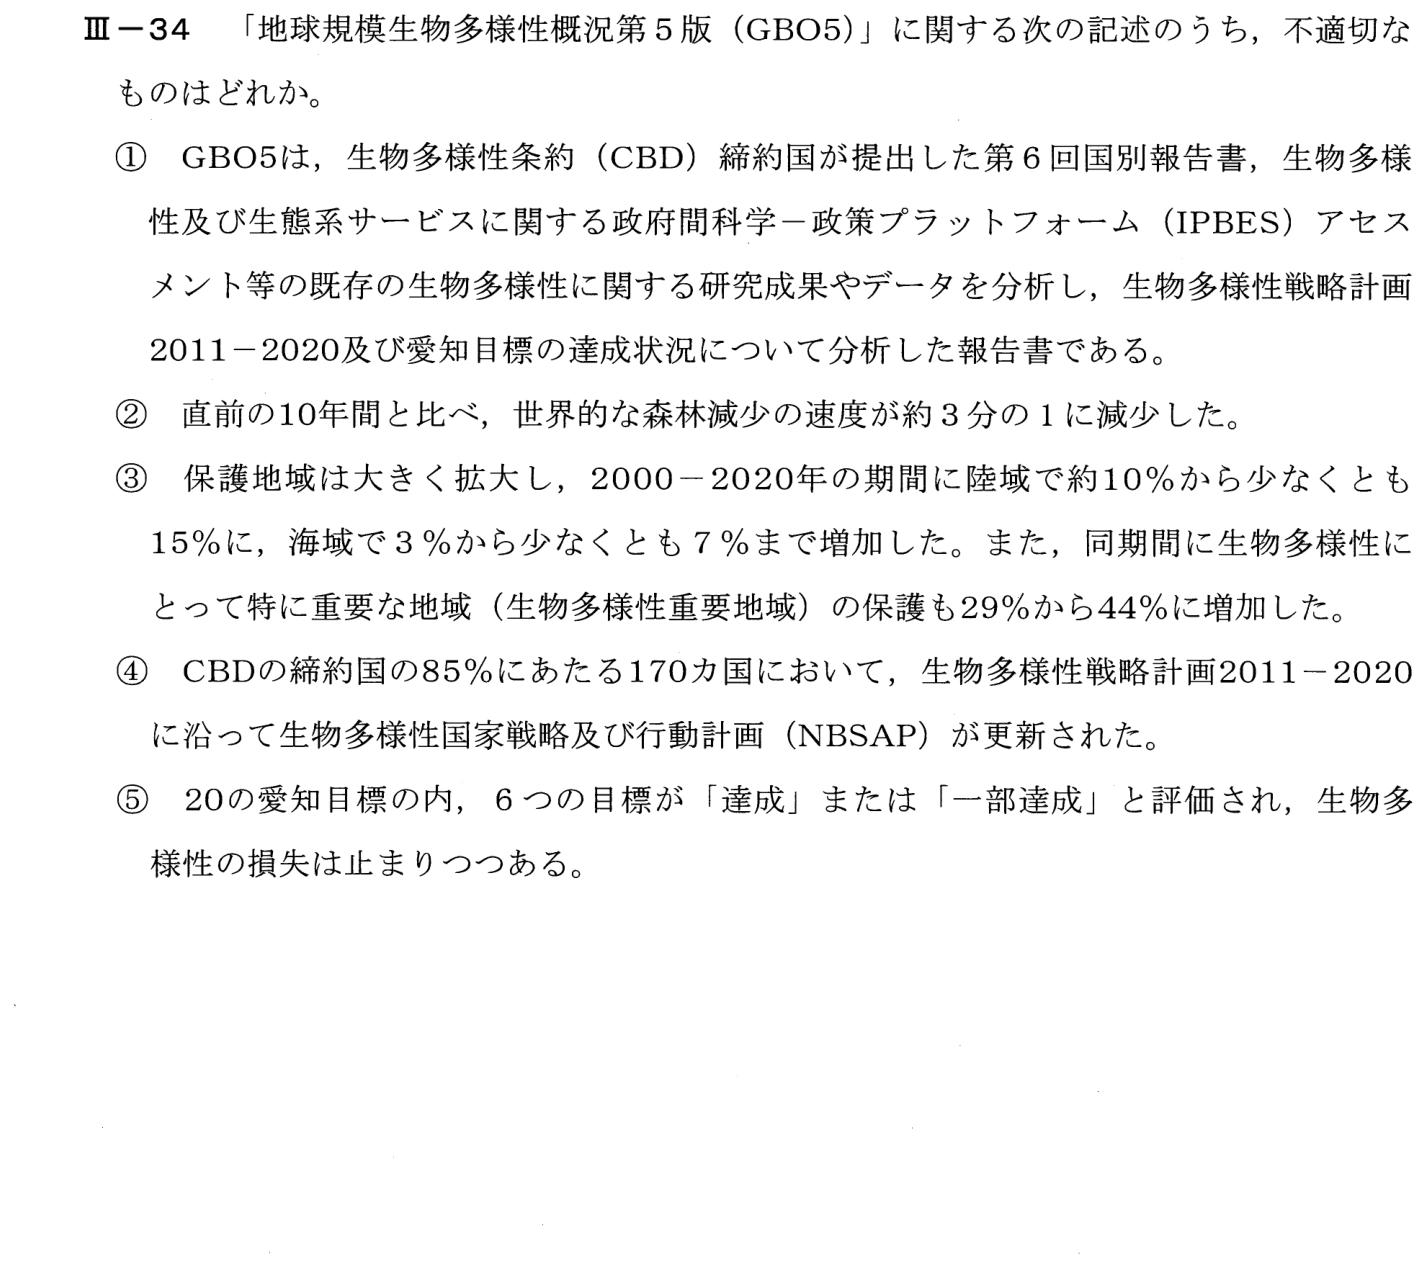 Ⅲ－34　「地球規模生物多様性概況第５版（GBO5）」に関する次の記述のうち，不適切な
ものはどれか。
①　GBO5は，生物多様性条約（CBD）締約国が提出した第６回国別報告書，生物多様
性及び生態系サービスに関する政府間科学－政策プラットフォーム（IPBES）アセス
メント等の既存の生物多様性に関する研究成果やデータを分析し，生物多様性戦略計画
2011－2020及び愛知目標の達成状況について分析した報告書である。
②　直前の10年間と比べ，世界的な森林減少の速度が約３分の１に減少した。
③　保護地域は大きく拡大し，2000－2020年の期間に陸域で約10％から少なくとも
15％に，海域で３％から少なくとも７％まで増加した。また，同期間に生物多様性に
とって特に重要な地域（生物多様性重要地域）の保護も29％から44％に増加した。
④　CBDの締約国の85％にあたる170カ国において，生物多様性戦略計画2011－2020
に沿って生物多様性国家戦略及び行動計画（NBSAP）が更新された。
⑤　20の愛知目標の内，６つの目標が「達成」または「一部達成」と評価され，生物多
様性の損失は止まりつつある。